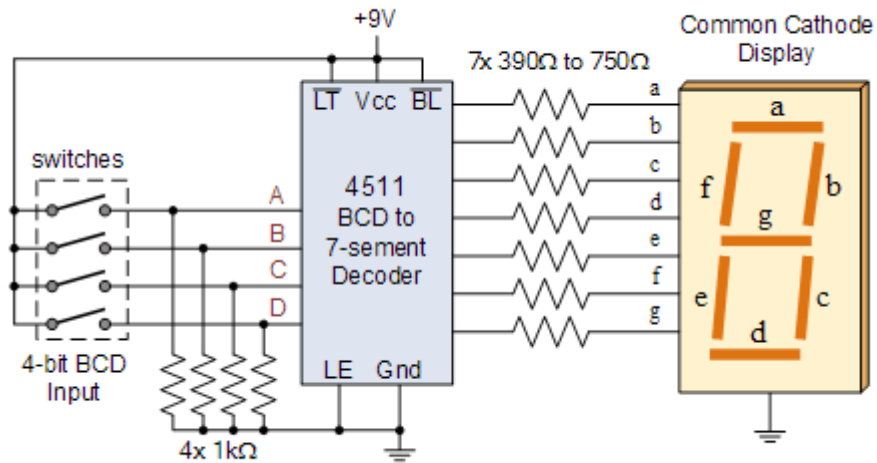 +9V
Common Cathode
Display
7x 390Ω to 750Ω
LT Vcc BL
a
b
c
d
e
f
g
switches
A
B
C
D
4511
BCD to
7-sement
Decoder
4-bit BCD
Input
LE Gnd
4x 1kΩ
a
f
b
g
e
c
d